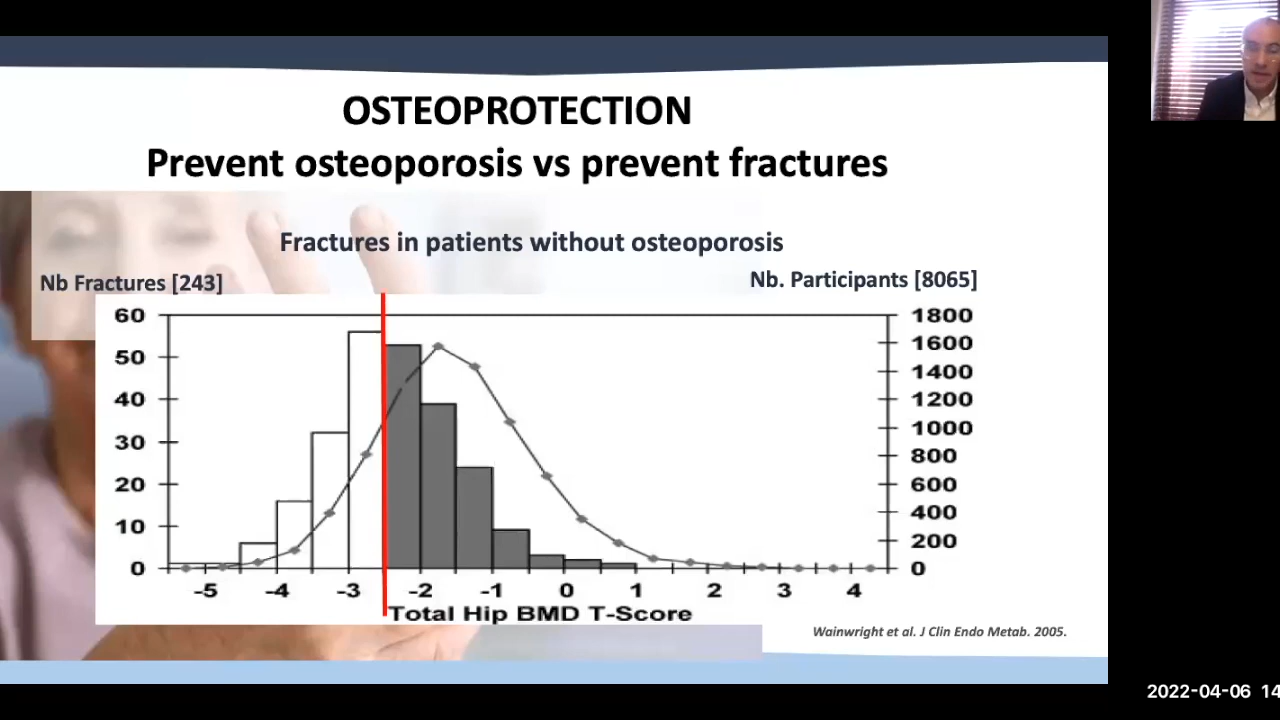 OSTEOPROTECTION
Prevent osteoporosis vs prevent fractures
Fractures in patients without osteoporosis
Nb Fractures [243]
Nb. Participants [8065]
60
50
40
30
20
10
0
1800
1600
1400
1200
1000
800
600
400
200
0
-5 -4 -3 -2 -1 0 1 2 3 4
Total Hip BMD T-Score
Wainwright et al. J Clin Endo Metab. 2005.
2022-04-06 14